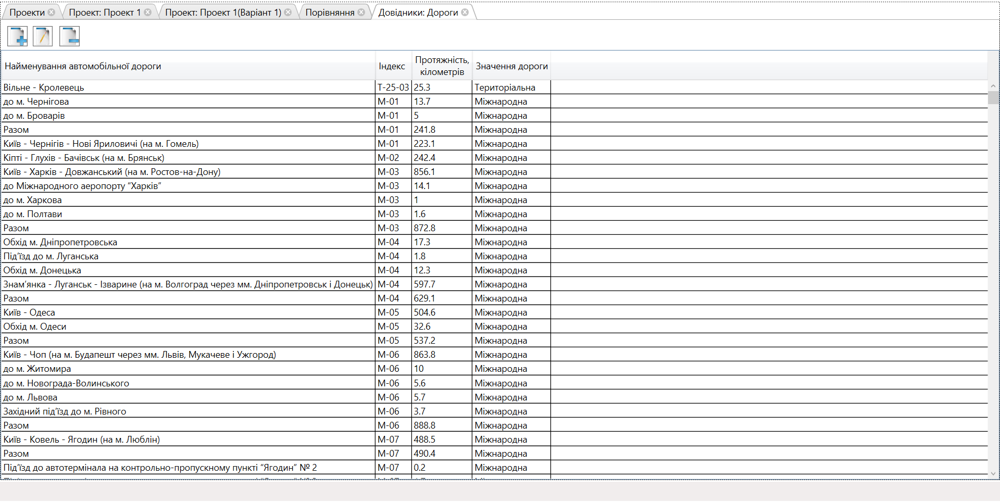 Проекти
Проект: Проект 1
Проект: Проект 1(Варіант 1)
Порівняння
Довідники: Дороги
Найменування автомобільної дороги Індекс Протяжність, кілометрів Значення дороги
Вільне - Кролевець Т-25-03 25.3 Територіальна
до м. Чернігова М-01 13.7 Міжнародна
до м. Броварів М-01 5 Міжнародна
Разом М-01 241.8 Міжнародна
Київ - Чернігів - Нові Яриловичі (на м. Гомель) М-01 223.1 Міжнародна
Кіпті - Глухів - Бачівськ (на м. Брянськ) М-02 242.4 Міжнародна
Київ - Харків - Довжанський (на м. Ростов-на-Дону) М-03 856.1 Міжнародна
до Міжнародного аеропорту “Харків” М-03 14.1 Міжнародна
до м. Харкова М-03 1 Міжнародна
до м. Полтави М-03 1.6 Міжнародна
Разом М-03 872.8 Міжнародна
Обхід м. Дніпропетровська М-04 17.3 Міжнародна
Під’їзд до м. Луганська М-04 1.8 Міжнародна
Обхід м. Донецька М-04 12.3 Міжнародна
Знам’янка - Луганськ - Ізварине (на м. Волгоград через мм. Дніпропетровськ і Донецьк) М-04 597.7 Міжнародна
Разом М-04 629.1 Міжнародна
Київ - Одеса М-05 504.6 Міжнародна
Обхід м. Одеси М-05 32.6 Міжнародна
Разом М-05 537.2 Міжнародна
Київ - Чоп (на м. Будапешт через мм. Львів, Мукачеве і Ужгород) М-06 863.8 Міжнародна
до м. Житомира М-06 10 Міжнародна
до м. Новограда-Волинського М-06 5.6 Міжнародна
до м. Львова М-06 5.7 Міжнародна
Західний під’їзд до м. Рівного М-06 3.7 Міжнародна
Разом М-06 888.8 Міжнародна
Київ - Ковель - Ягодин (на м. Люблін) М-07 488.5 Міжнародна
Разом М-07 490.4 Міжнародна
Під’їзд до автотермінала на контрольно-пропускному пункті “Ягодин” № 2 М-07 0.2 Міжнародна